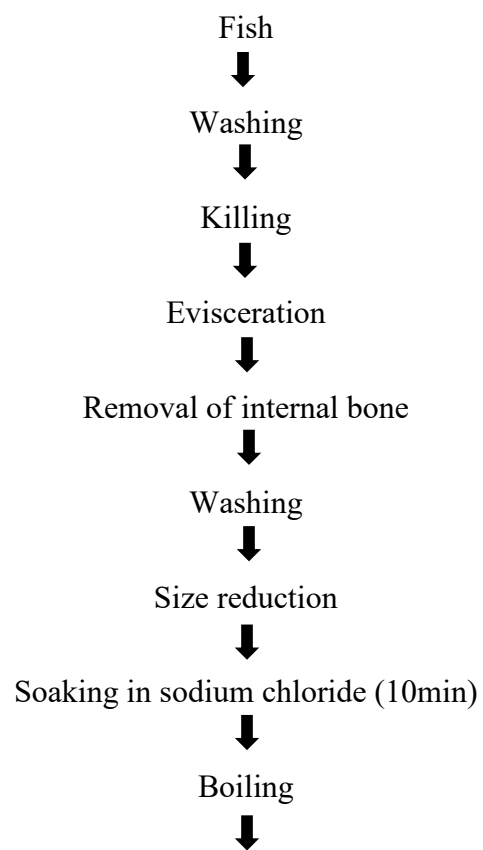 Fish
Washing
Killing
Evisceration
Removal of internal bone
Washing
Size reduction
Soaking in sodium chloride (10min)
Boiling